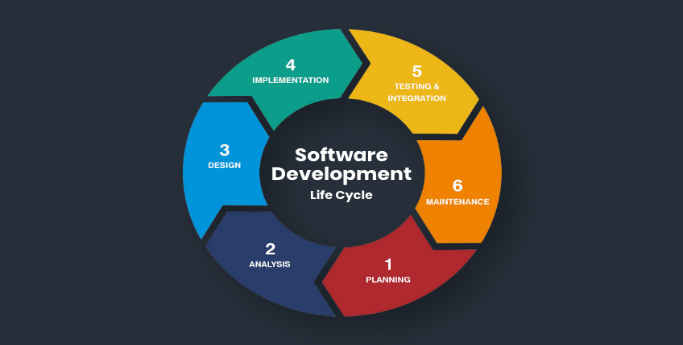 Software
Development
Life Cycle
1
PLANNING
2
ANALYSIS
3
DESIGN
4
IMPLEMENTATION
5
TESTING &
INTEGRATION
6
MAINTENANCE